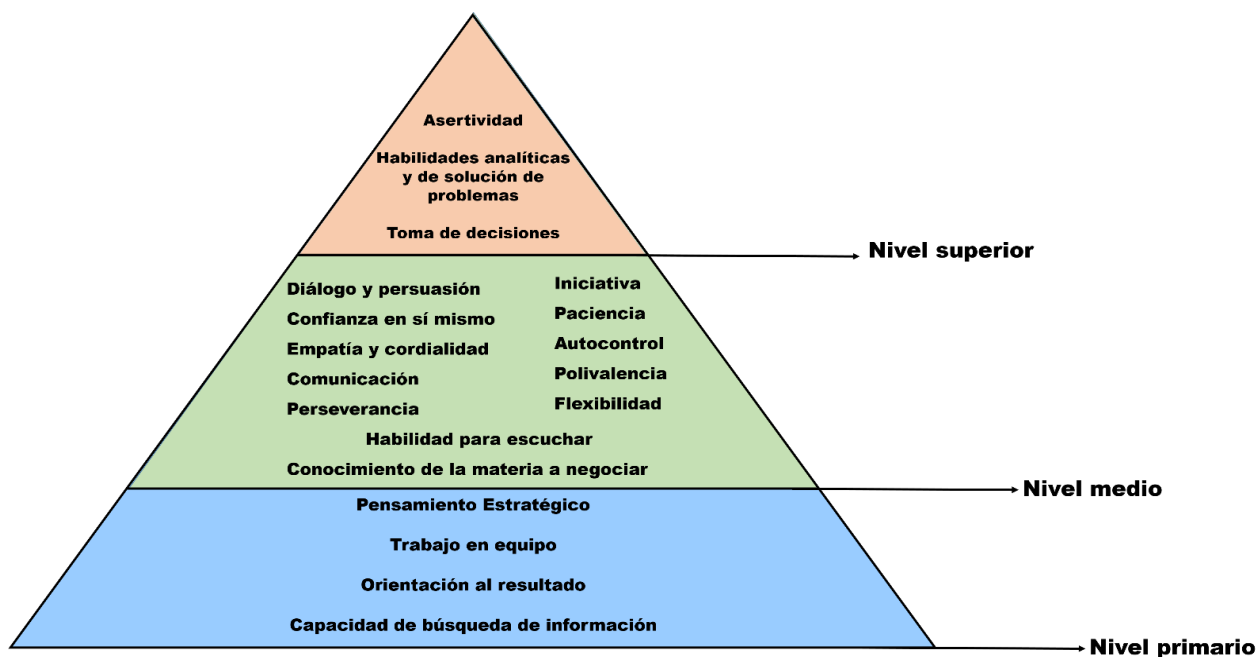 Asertividad
Habilidades analíticas
y de solución de
problemas
Toma de decisiones
Nivel superior
Diálogo y persuasión
Confianza en sí mismo
Empatía y cordialidad
Comunicación
Perseverancia
Iniciativa
Paciencia
Autocontrol
Polivalencia
Flexibilidad
Habilidad para escuchar
Conocimiento de la materia a negociar
Nivel medio
Pensamiento Estratégico
Trabajo en equipo
Orientación al resultado
Capacidad de búsqueda de información
Nivel primario